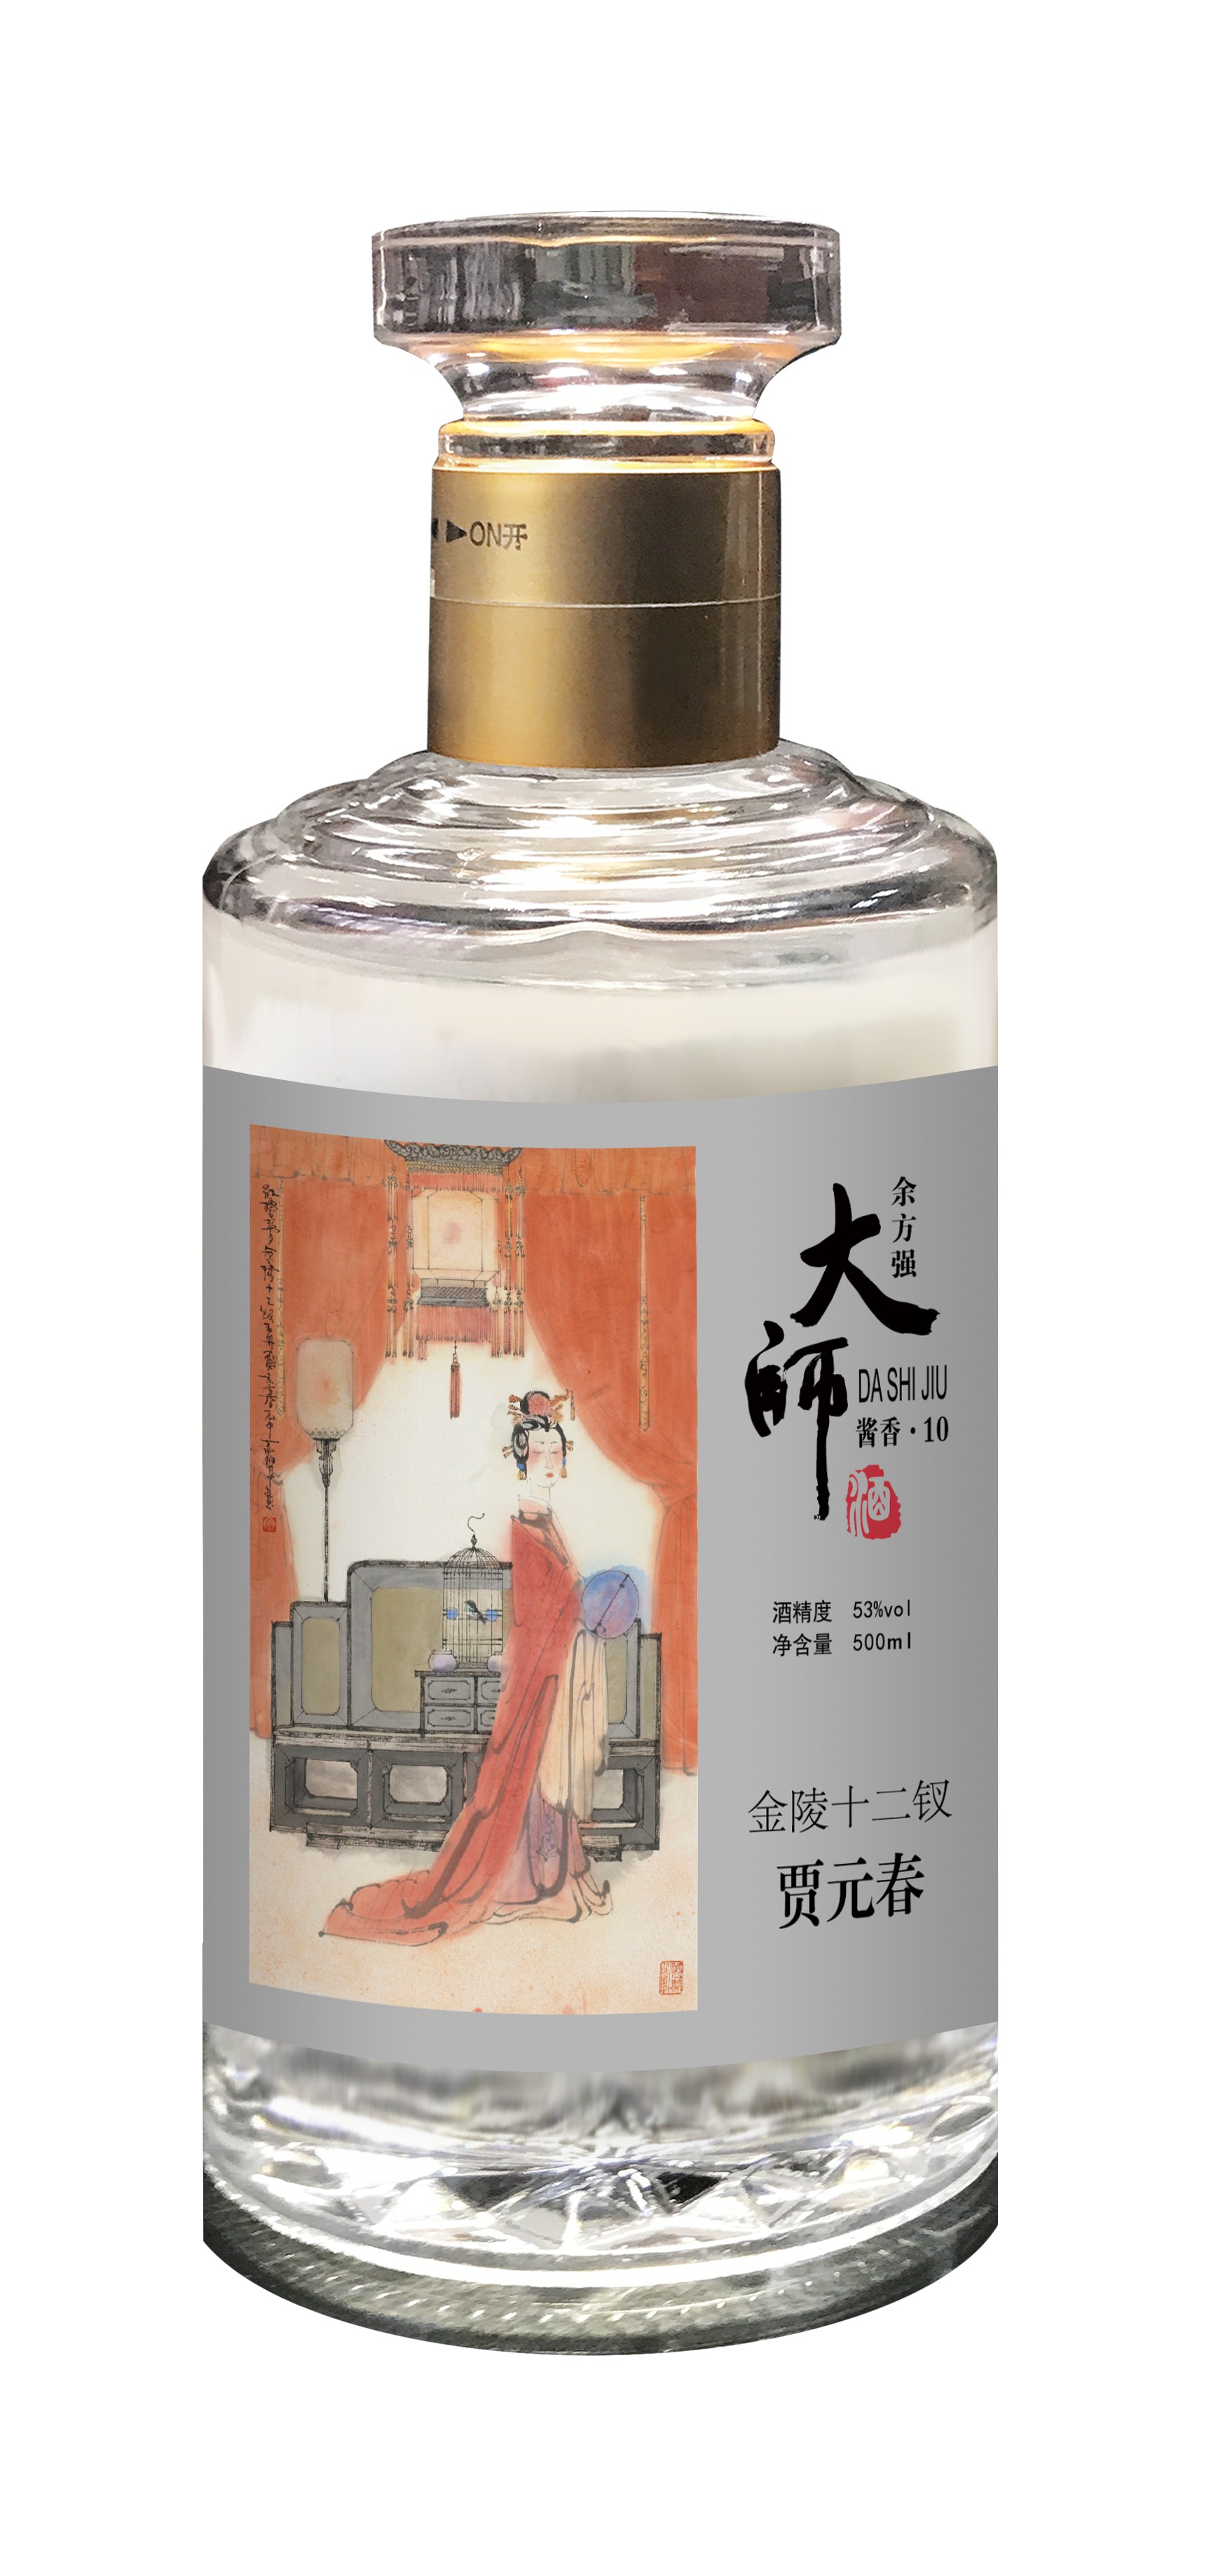 ON开
余方强
大師
DA SHI JIU
酱香·10
酒
酒精度 53%vol
净含量 500ml
金陵十二钗
贾元春